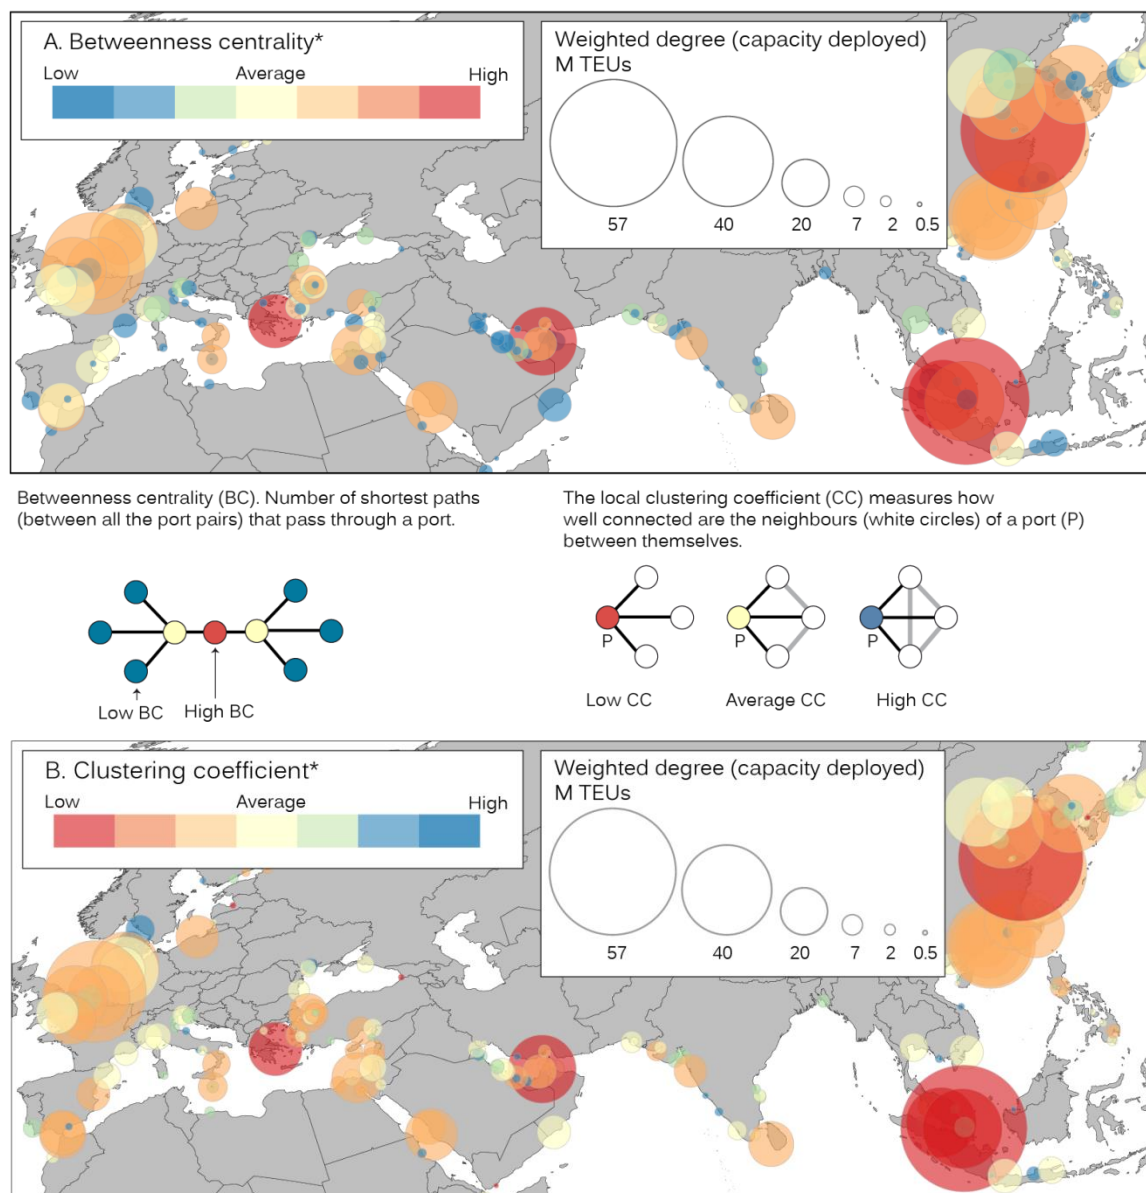 A. Betweenness centrality*
Low Average High
Weighted degree (capacity deployed)
M TEUs
57 40 20 7 2 0.5
Betweenness centrality (BC). Number of shortest paths
(between all the port pairs) that pass through a port.
The local clustering coefficient (CC) measures how
well connected are the neighbours (white circles) of a port (P)
between themselves.
Low BC High BC
P P P
Low CC Average CC High CC
B. Clustering coefficient*
Low Average High
Weighted degree (capacity deployed)
M TEUs
57 40 20 7 2 0.5